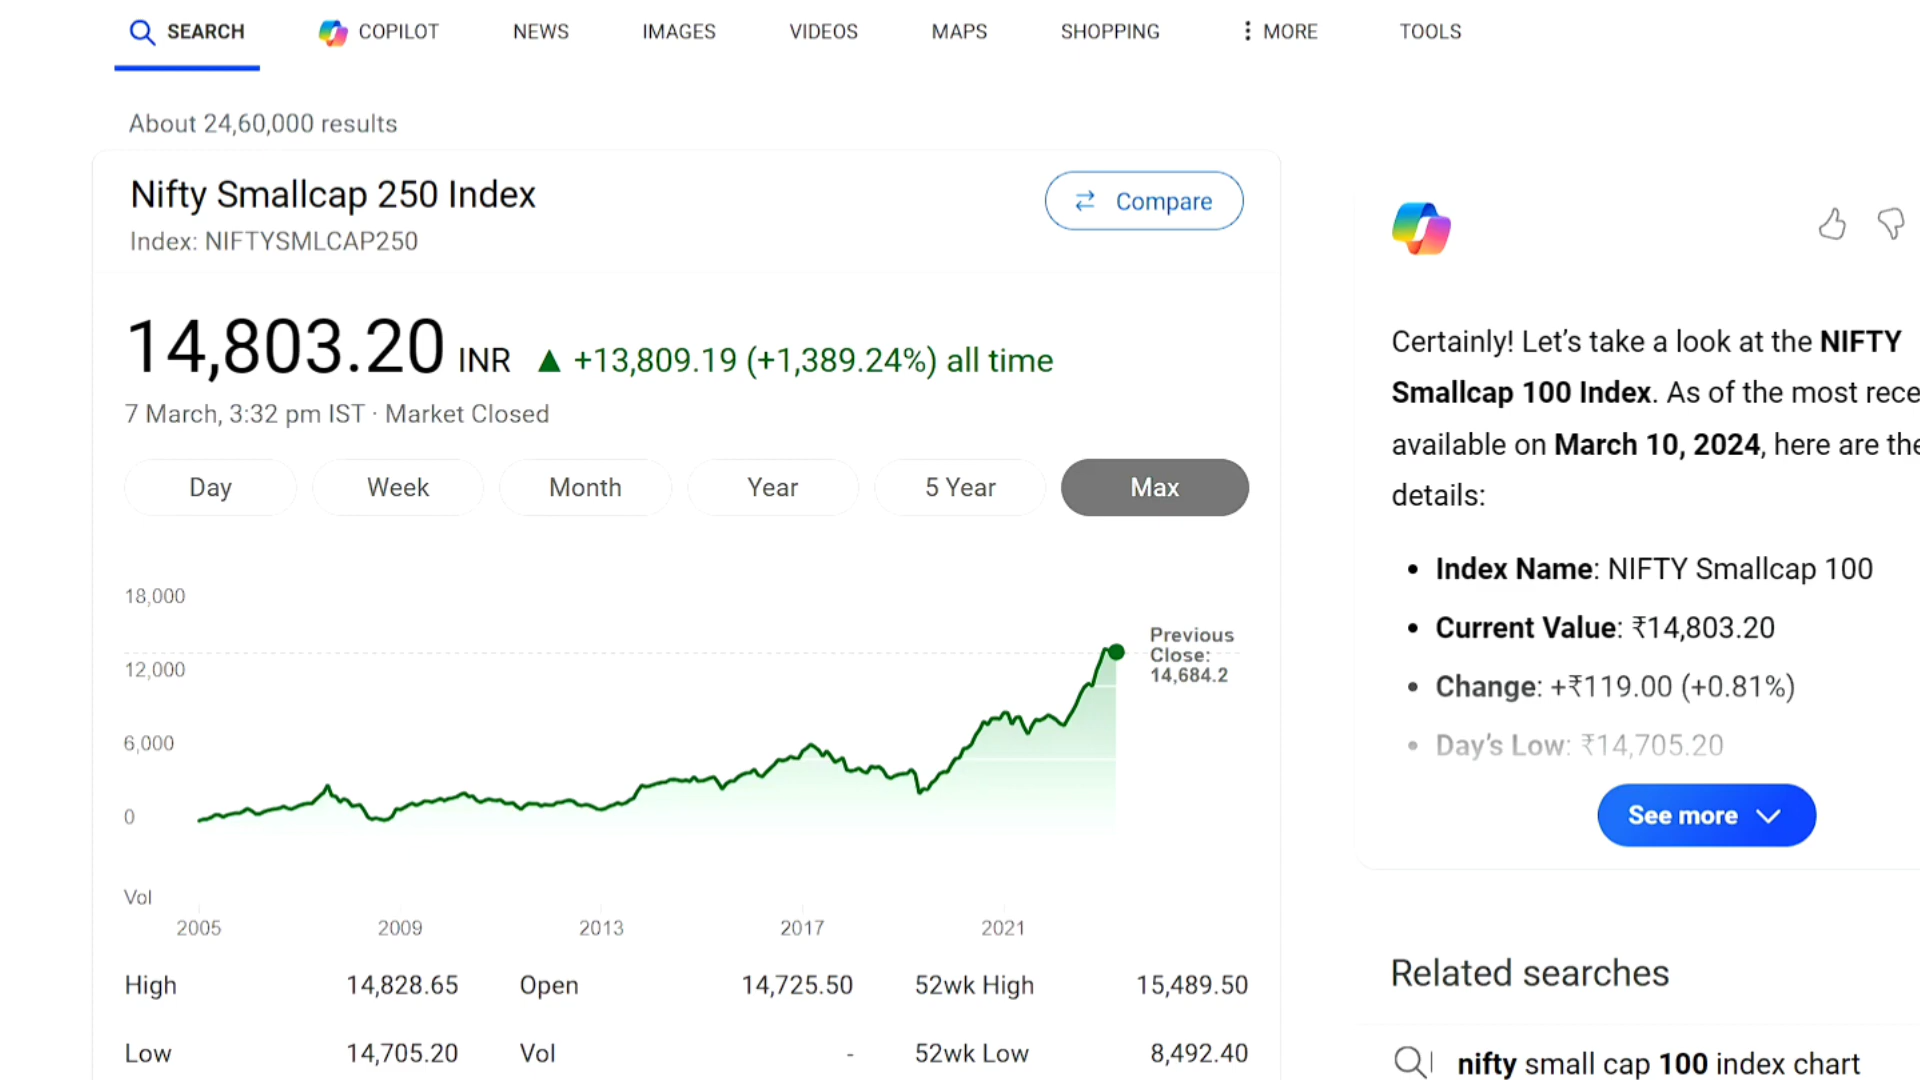 SEARCH COPILOT NEWS IMAGES VIDEOS MAPS SHOPPING MORE TOOLS
About 24,60,000 results
Nifty Smallcap 250 Index
Compare
Index: NIFTYSMLCAP250
14,803.20 INR ▲ +13,809.19 (+1,389.24%) all time
7 March, 3:32 pm IST · Market Closed
Day Week Month Year 5 Year Max
18,000
12,000
6,000
0
Previous
Close:
14,684.2
Vol
2005 2009 2013 2017 2021
High 14,828.65 Open 14,725.50 52wk High 15,489.50
Low 14,705.20 Vol - 52wk Low 8,492.40
Certainly! Let’s take a look at the NIFTY
Smallcap 100 Index. As of the most rece
available on March 10, 2024, here are the
details:
• Index Name: NIFTY Smallcap 100
• Current Value: ₹14,803.20
• Change: +₹119.00 (+0.81%)
• Day’s Low: ₹14,705.20
See more
Related searches
nifty small cap 100 index chart